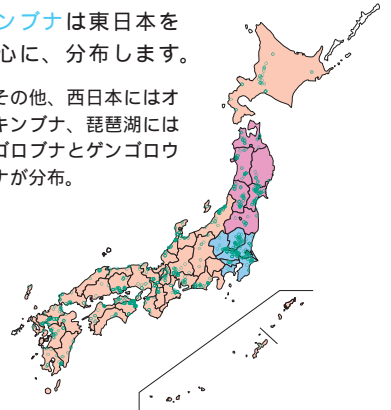 ンブナは東日本を
心に、分布します。
その他、西日本にはオ
キンブナ、琵琶湖には
ゴロブナとゲンゴロウ
ナが分布。